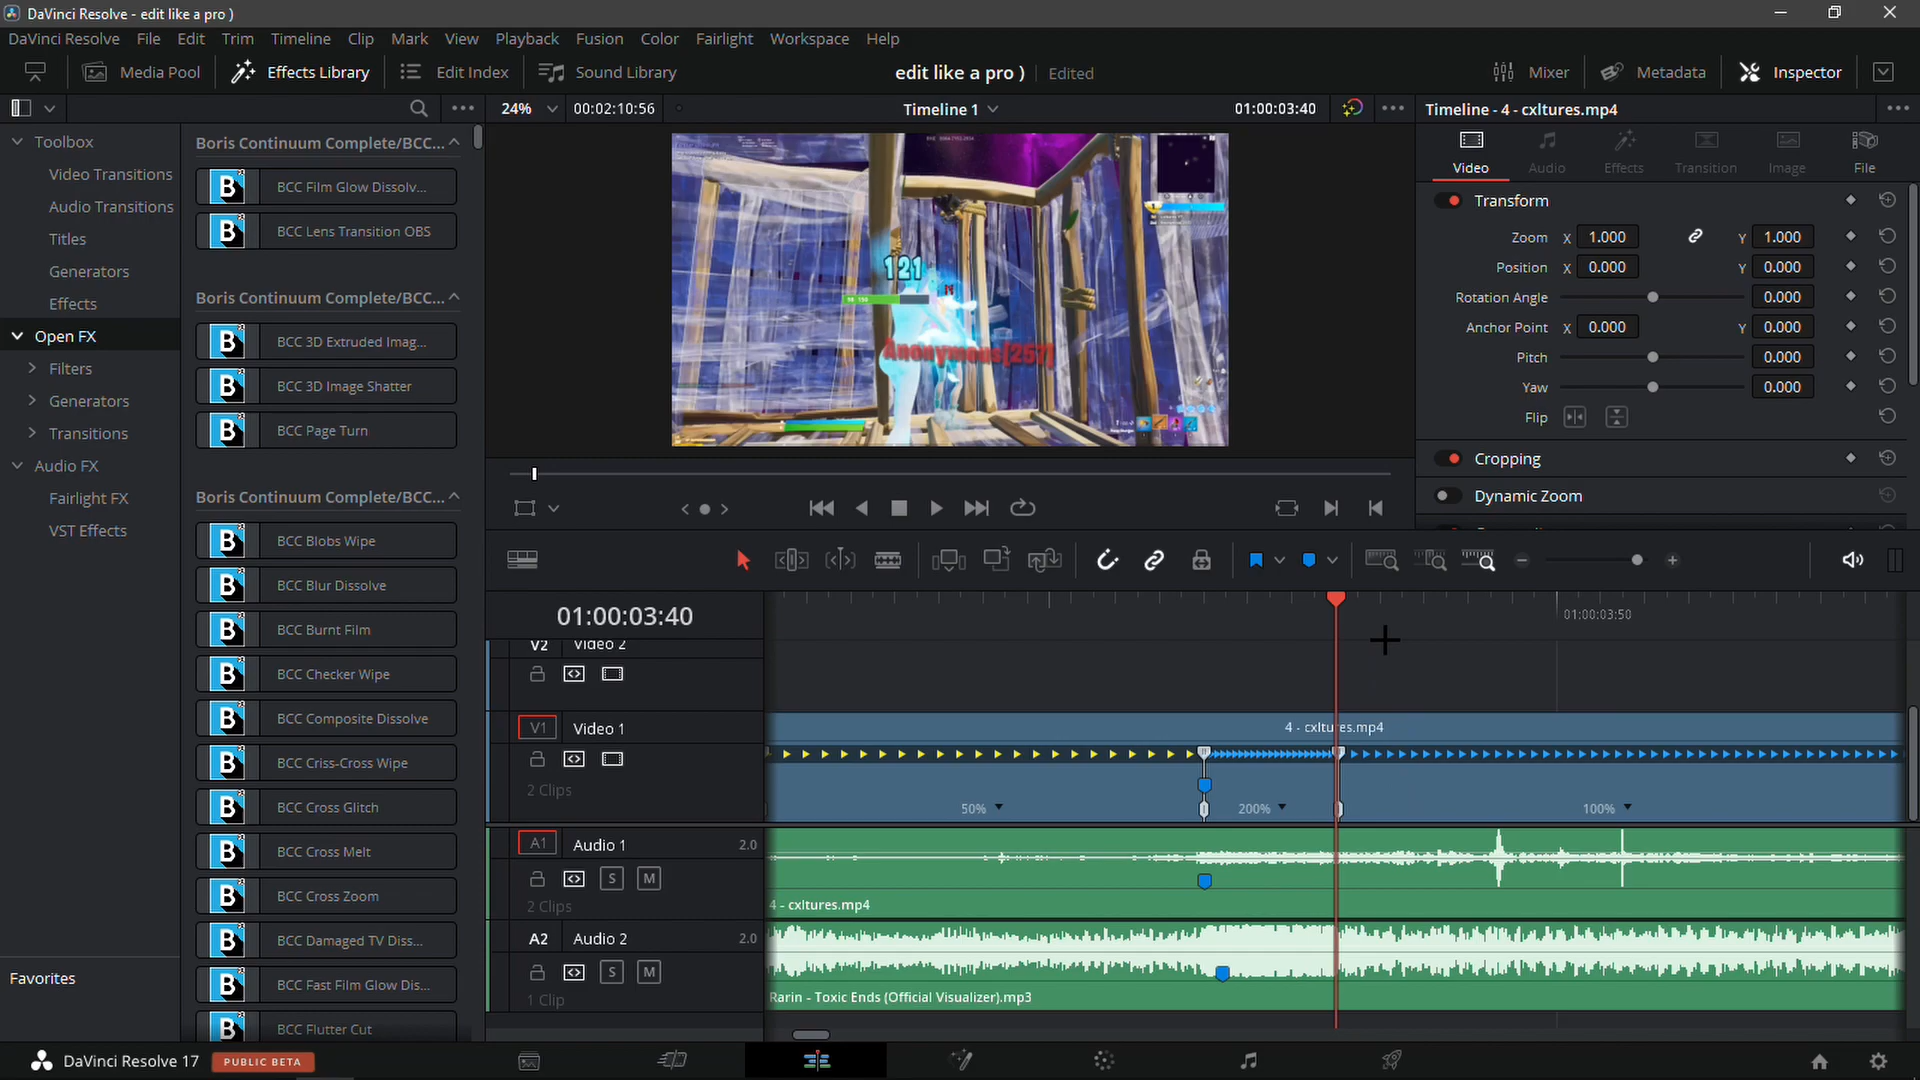 DaVinci Resolve - edit like a pro )
DaVinci Resolve File Edit Trim Timeline Clip Mark View Playback Fusion Color Fairlight Workspace Help
Media Pool Effects Library Edit Index Sound Library edit like a pro ) Edited Mixer Metadata Inspector
24% 00:02:10:56 Timeline 1 01:00:03:40 Timeline - 4 - cxltures.mp4
Toolbox
Video Transitions
Audio Transitions
Titles
Generators
Effects
Open FX
Filters
Generators
Transitions
Audio FX
Fairlight FX
VST Effects
Favorites
Boris Continuum Complete/BCC...
BCC Film Glow Dissolv...
BCC Lens Transition OBS
Boris Continuum Complete/BCC...
BCC 3D Extruded Imag...
BCC 3D Image Shatter
BCC Page Turn
Boris Continuum Complete/BCC...
BCC Blobs Wipe
BCC Blur Dissolve
BCC Burnt Film
BCC Checker Wipe
BCC Composite Dissolve
BCC Criss-Cross Wipe
BCC Cross Glitch
BCC Cross Melt
BCC Cross Zoom
BCC Damaged TV Diss...
BCC Fast Film Glow Dis...
BCC Flutter Cut
121
Anonymous[257]
Video Audio Effects Transition Image File
Transform
Zoom X 1.000 Y 1.000
Position X 0.000 Y 0.000
Rotation Angle 0.000
Anchor Point X 0.000 Y 0.000
Pitch 0.000
Yaw 0.000
Flip
Cropping
Dynamic Zoom
01:00:03:40
01:00:03:50
V2 Video 2
V1 Video 1
2 Clips
4 - cxltures.mp4
50% 200% 100%
A1 Audio 1 2.0
S M
2 Clips
4 - cxltures.mp4
A2 Audio 2 2.0
S M
1 Clip
Rarin - Toxic Ends (Official Visualizer).mp3
DaVinci Resolve 17 PUBLIC BETA